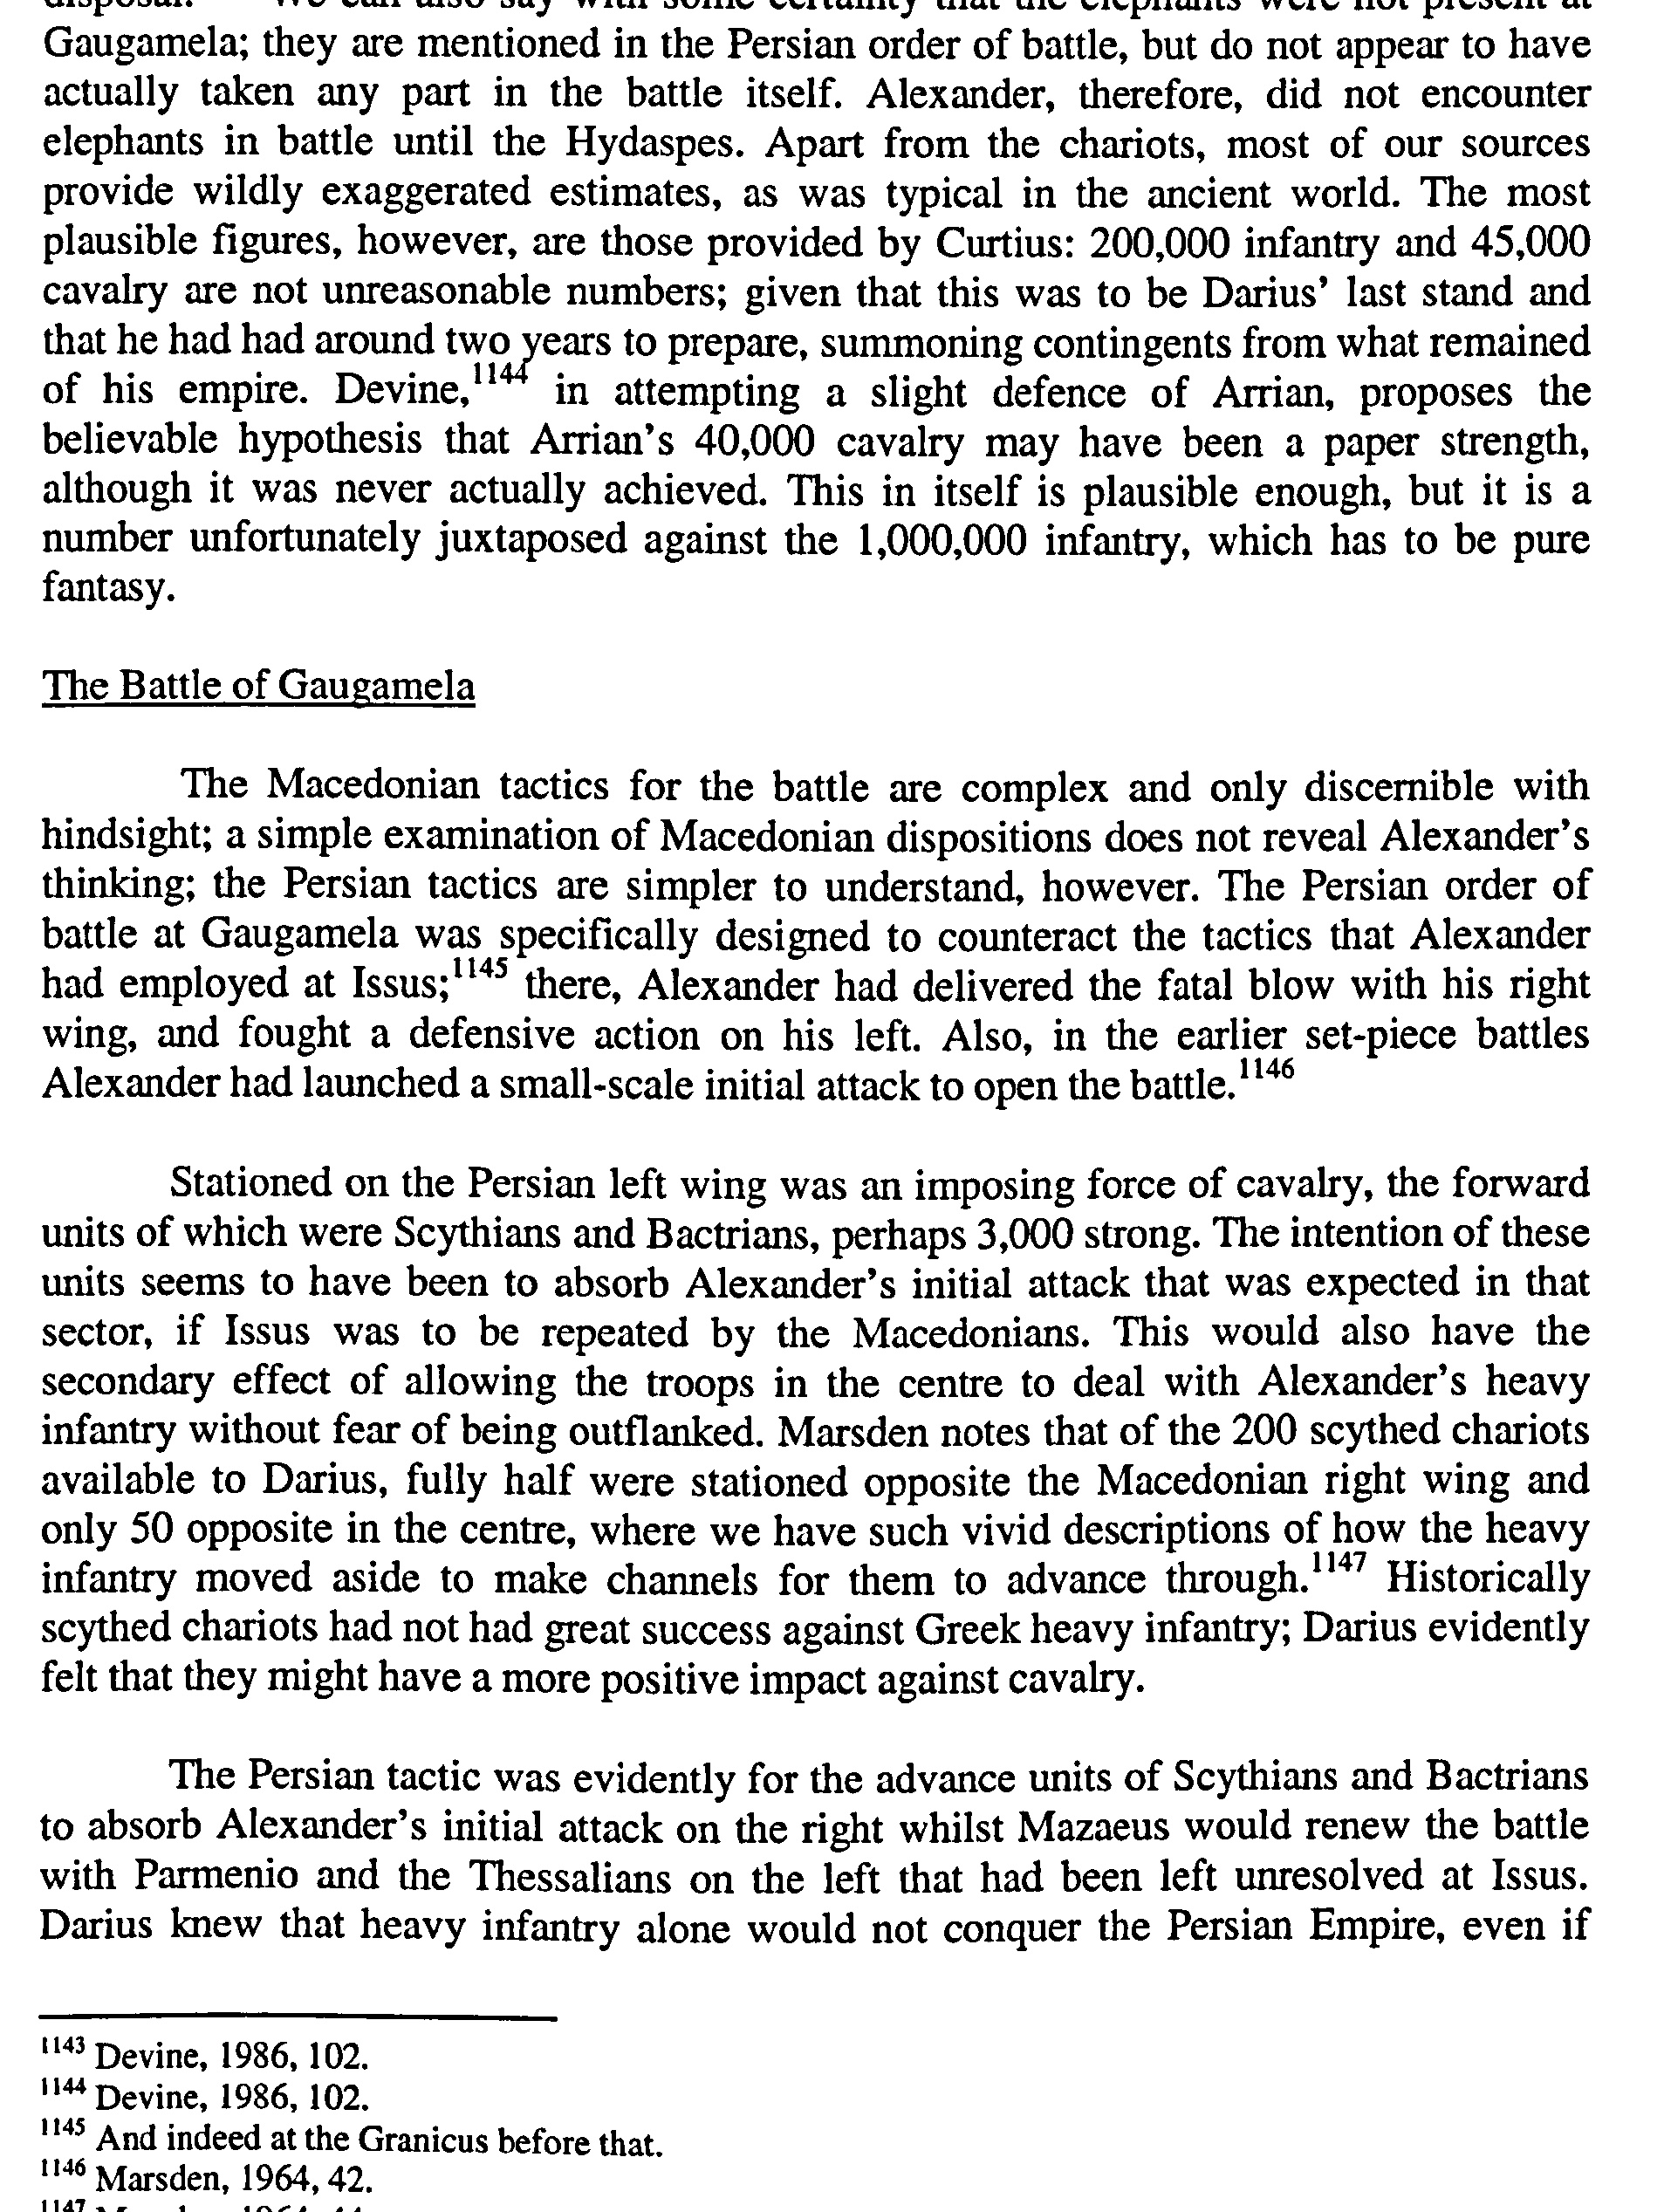 disposal. We can also say with some certainty that the elephants were not present at
Gaugamela; they are mentioned in the Persian order of battle, but do not appear to have
actually taken any part in the battle itself. Alexander, therefore, did not encounter
elephants in battle until the Hydaspes. Apart from the chariots, most of our sources
provide wildly exaggerated estimates, as was typical in the ancient world. The most
plausible figures, however, are those provided by Curtius: 200,000 infantry and 45,000
cavalry are not unreasonable numbers; given that this was to be Darius' last stand and
that he had had around two years to prepare, summoning contingents from what remained
of his empire. Devine,1144 in attempting a slight defence of Arrian, proposes the
believable hypothesis that Arrian's 40,000 cavalry may have been a paper strength,
although it was never actually achieved. This in itself is plausible enough, but it is a
number unfortunately juxtaposed against the 1,000,000 infantry, which has to be pure
fantasy.
The Battle of Gaugamela
The Macedonian tactics for the battle are complex and only discernible with
hindsight; a simple examination of Macedonian dispositions does not reveal Alexander's
thinking; the Persian tactics are simpler to understand, however. The Persian order of
battle at Gaugamela was specifically designed to counteract the tactics that Alexander
had employed at Issus;1145 there, Alexander had delivered the fatal blow with his right
wing, and fought a defensive action on his left. Also, in the earlier set-piece battles
Alexander had launched a small-scale initial attack to open the battle.1146
Stationed on the Persian left wing was an imposing force of cavalry, the forward
units of which were Scythians and Bactrians, perhaps 3,000 strong. The intention of these
units seems to have been to absorb Alexander's initial attack that was expected in that
sector, if Issus was to be repeated by the Macedonians. This would also have the
secondary effect of allowing the troops in the centre to deal with Alexander's heavy
infantry without fear of being outflanked. Marsden notes that of the 200 scythed chariots
available to Darius, fully half were stationed opposite the Macedonian right wing and
only 50 opposite in the centre, where we have such vivid descriptions of how the heavy
infantry moved aside to make channels for them to advance through.1147 Historically
scythed chariots had not had great success against Greek heavy infantry; Darius evidently
felt that they might have a more positive impact against cavalry.
The Persian tactic was evidently for the advance units of Scythians and Bactrians
to absorb Alexander's initial attack on the right whilst Mazaeus would renew the battle
with Parmenio and the Thessalians on the left that had been left unresolved at Issus.
Darius knew that heavy infantry alone would not conquer the Persian Empire, even if
1143 Devine, 1986, 102.
1144 Devine, 1986, 102.
1145 And indeed at the Granicus before that.
1146 Marsden, 1964, 42.
1147